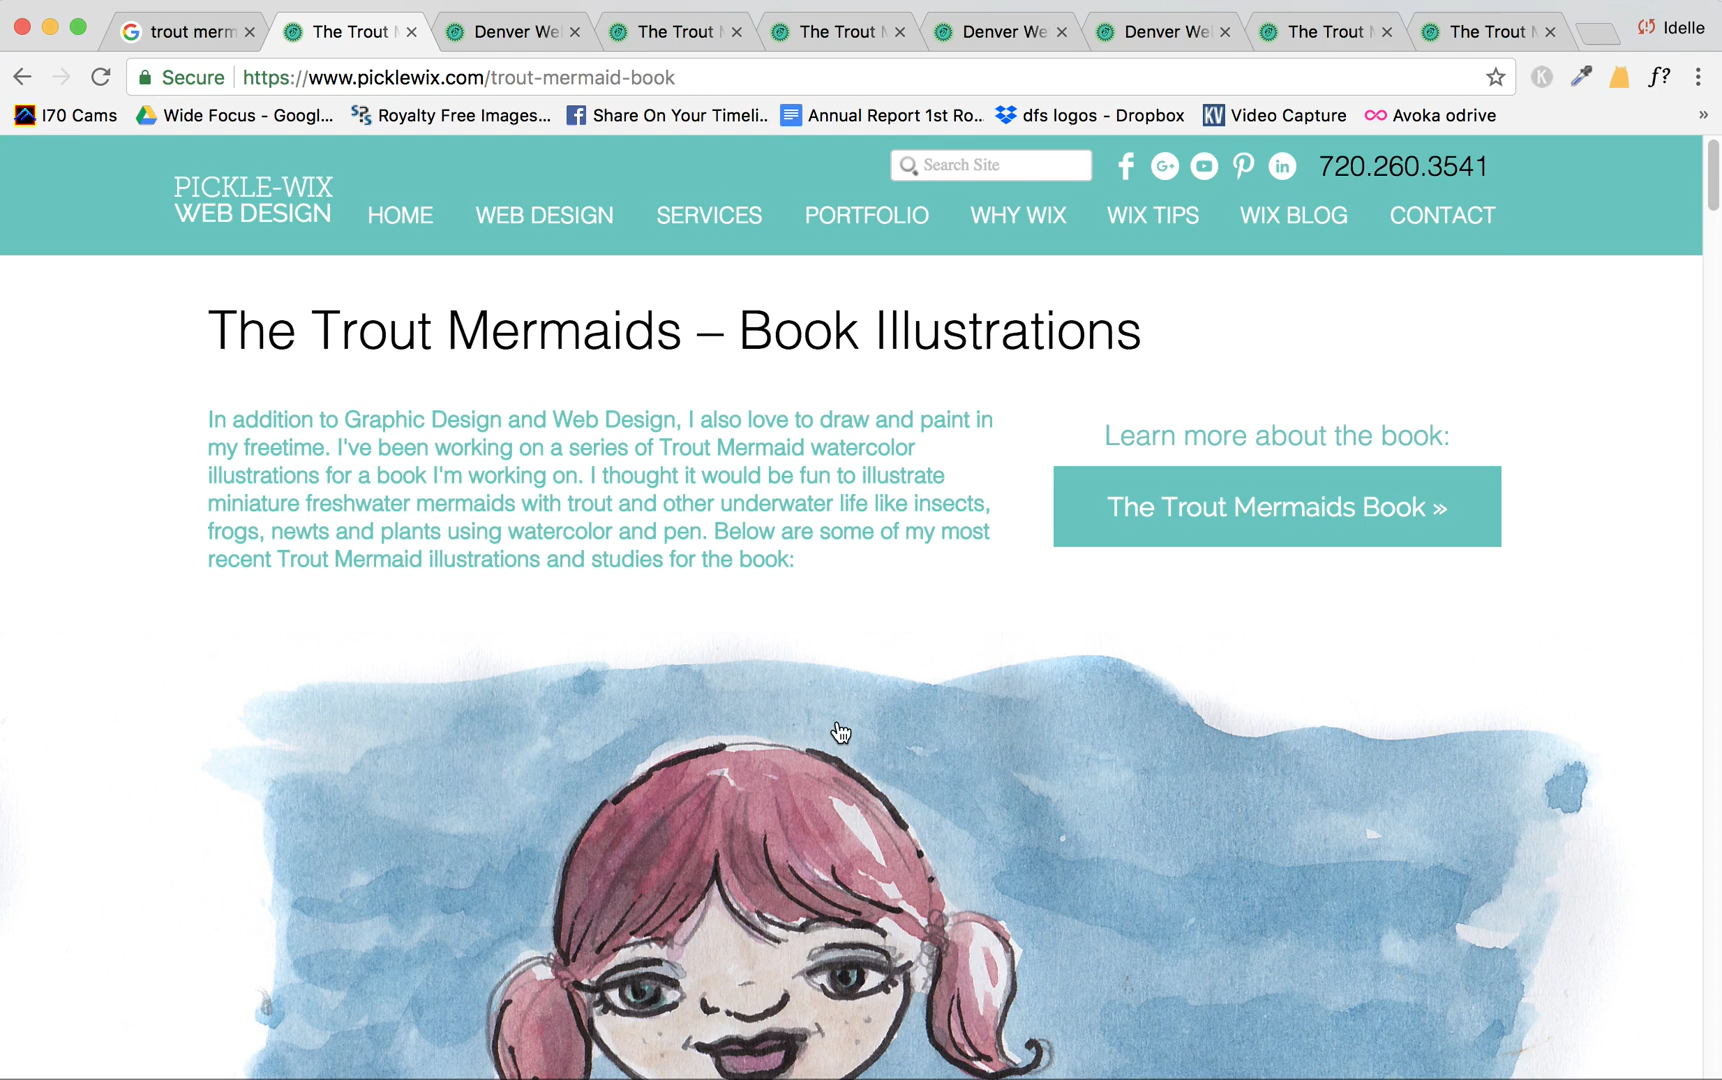 trout merm
The Trout
Denver We
The Trout
The Trout
Denver We
Denver We
The Trout
The Trout
Idelle
Secure
https://www.picklewix.com/trout-mermaid-book
K
f?
I70 Cams
Wide Focus - Googl...
Royalty Free Images...
Share On Your Timeli..
Annual Report 1st Ro...
dfs logos - Dropbox
KV Video Capture
Avoka odrive
»
Search Site
720.260.3541
PICKLE-WIX
WEB DESIGN
HOME
WEB DESIGN
SERVICES
PORTFOLIO
WHY WIX
WIX TIPS
WIX BLOG
CONTACT
The Trout Mermaids – Book Illustrations
In addition to Graphic Design and Web Design, I also love to draw and paint in
my freetime. I've been working on a series of Trout Mermaid watercolor
illustrations for a book I'm working on. I thought it would be fun to illustrate
miniature freshwater mermaids with trout and other underwater life like insects,
frogs, newts and plants using watercolor and pen. Below are some of my most
recent Trout Mermaid illustrations and studies for the book:
Learn more about the book:
The Trout Mermaids Book »